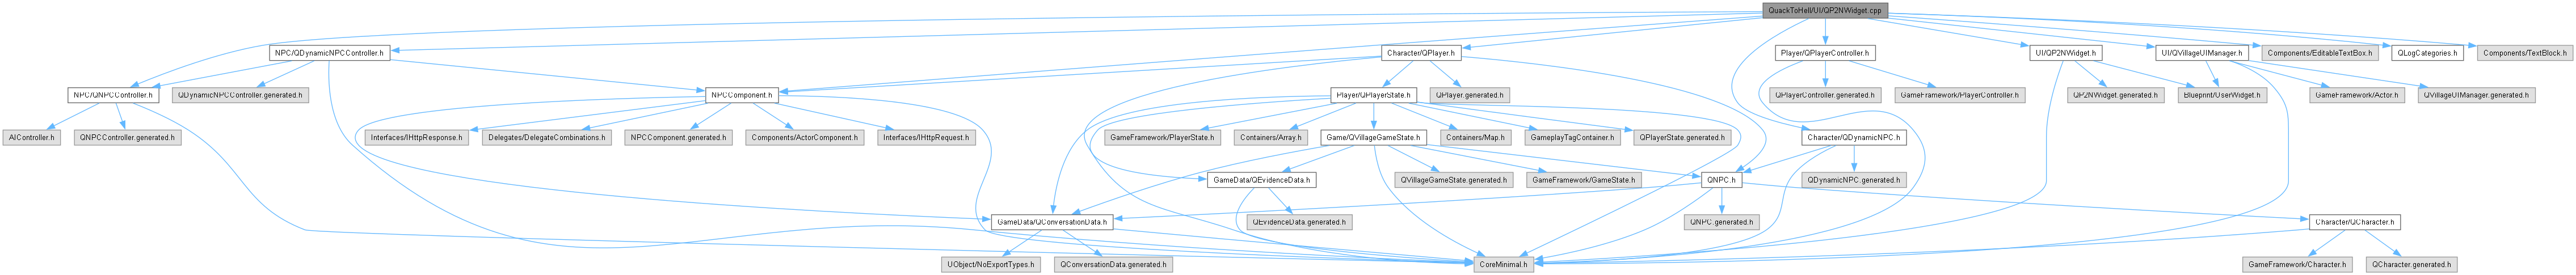 QuackToHell/UI/QP2NWidget.cpp
NPC/QDynamicNPCController.h
Character/QPlayer.h
Player/QPlayerController.h
UI/QP2NWidget.h
UI/QVillageUIManager.h
Components/EditableTextBox.h
QLogCategories.h
Components/TextBlock.h
NPC/QNPCController.h
QDynamicNPCController.generated.h
NPCComponent.h
Player/QPlayerState.h
QPlayer.generated.h
QPlayerController.generated.h
GameFramework/PlayerController.h
QP2NWidget.generated.h
Blueprint/UserWidget.h
GameFramework/Actor.h
QVillageUIManager.generated.h
AIController.h
QNPCController.generated.h
Interfaces/IHttpResponse.h
Delegates/DelegateCombinations.h
NPCComponent.generated.h
Components/ActorComponent.h
Interfaces/IHttpRequest.h
GameFramework/PlayerState.h
Containers/Array.h
Game/QVillageGameState.h
Containers/Map.h
GameplayTagContainer.h
QPlayerState.generated.h
Character/QDynamicNPC.h
GameData/QEvidenceData.h
QVillageGameState.generated.h
GameFramework/GameState.h
QNPC.h
QDynamicNPC.generated.h
GameData/QConversationData.h
QEvidenceData.generated.h
QNPC.generated.h
Character/QCharacter.h
UObject/NoExportTypes.h
QConversationData.generated.h
CoreMinimal.h
GameFramework/Character.h
QCharacter.generated.h